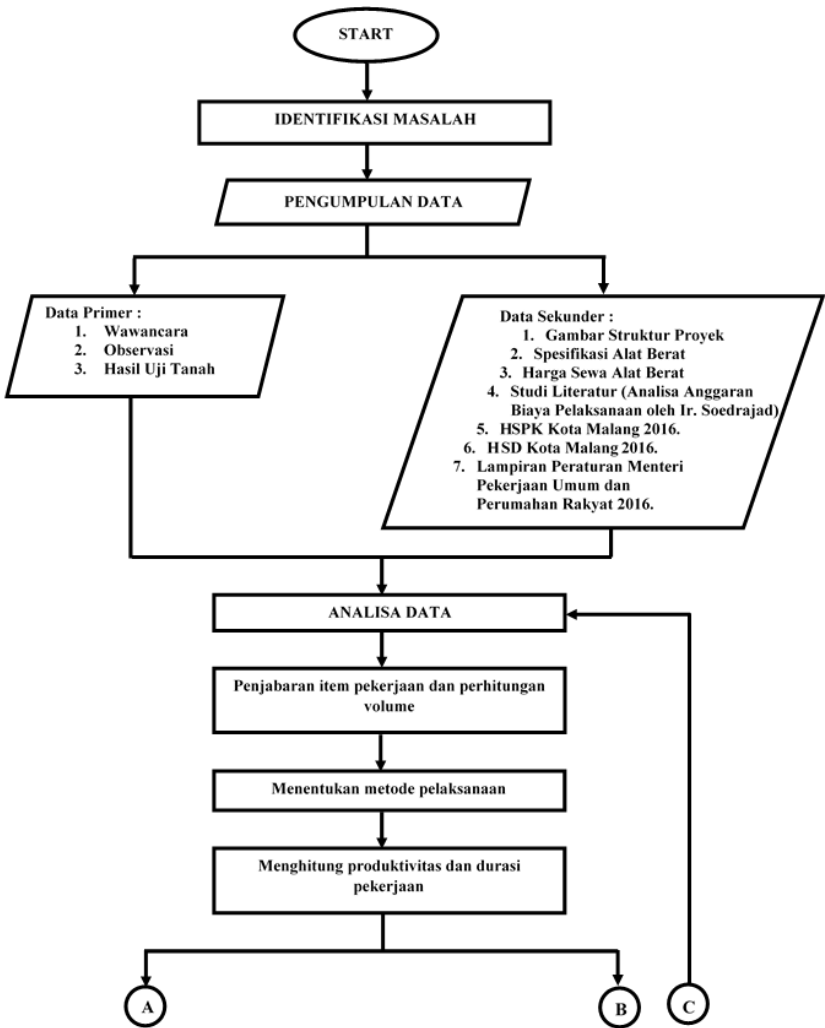 START
IDENTIFIKASI MASALAH
PENGUMPULAN DATA
Data Primer :
1. Wawancara
2. Observasi
3. Hasil Uji Tanah
Data Sekunder :
1. Gambar Struktur Proyek
2. Spesifikasi Alat Berat
3. Harga Sewa Alat Berat
4. Studi Literatur (Analisa Anggaran
Biaya Pelaksanaan oleh Ir. Soedrajad)
5. HSPK Kota Malang 2016.
6. HSD Kota Malang 2016.
7. Lampiran Peraturan Menteri
Pekerjaan Umum dan
Perumahan Rakyat 2016.
ANALISA DATA
Penjabaran item pekerjaan dan perhitungan
volume
Menentukan metode pelaksanaan
Menghitung produktivitas dan durasi
pekerjaan
A
B
C